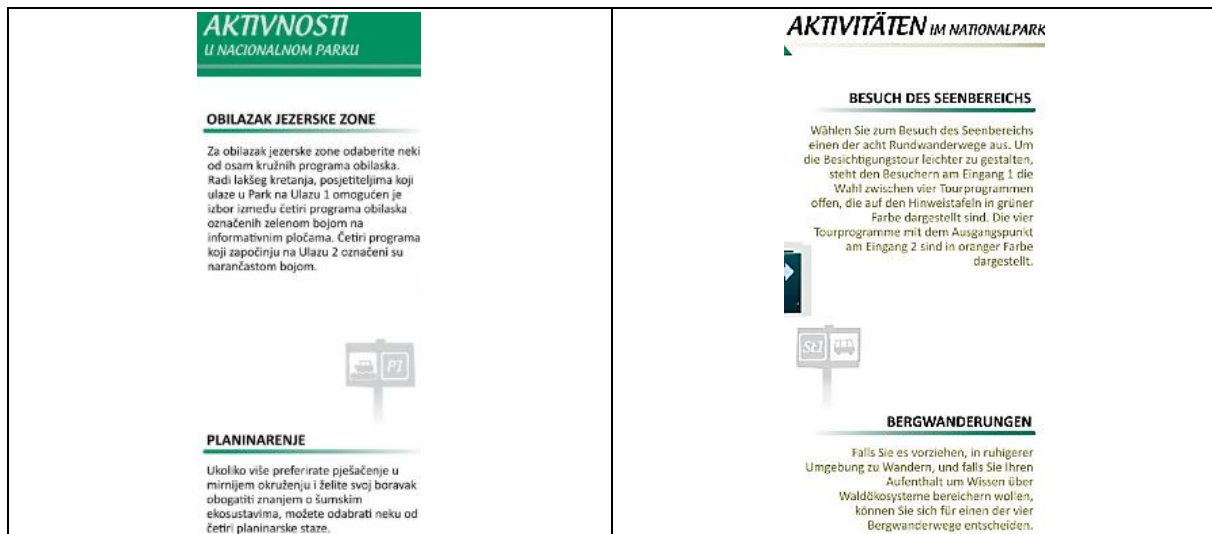 AKTIVNOSTI
U NACIONALNOM PARKU
OBILAZAK JEZERSKE ZONE
Za obilazak jezerske zone odaberite neki
od osam kružnih programa obilaska.
Radi lakšeg kretanja, posjetiteljima koji
ulaze u Park na Ulazu 1 omogućen je
izbor između četiri programa obilaska
označenih zelenom bojom na
informativnim pločama. Četiri programa
koji započinju na Ulazu 2 označeni su
narančastom bojom.
P1
PLANINARENJE
Ukoliko više preferirate pješačenje u
mirnijem okruženju i želite svoj boravak
obogatiti znanjem o šumskim
ekosustavima, možete odabrati neku od
četiri planinarske staze.
AKTIVITÄTEN IM NATIONALPARK
BESUCH DES SEENBEREICHS
Wählen Sie zum Besuch des Seenbereichs
einen der acht Rundwanderwege aus. Um
die Besichtigungstour leichter zu gestalten,
steht den Besuchern am Eingang 1 die
Wahl zwischen vier Tourprogrammen
offen, die auf den Hinweistafeln in grüner
Farbe dargestellt sind. Die vier
Tourprogramme mit dem Ausgangspunkt
am Eingang 2 sind in oranger Farbe
dargestellt.
St1
BERGWANDERUNGEN
Falls Sie es vorziehen, in ruhigerer
Umgebung zu Wandern, und falls Sie Ihren
Aufenthalt um Wissen über
Waldökosysteme bereichern wollen,
können Sie sich für einen der vier
Bergwanderwege entscheiden.